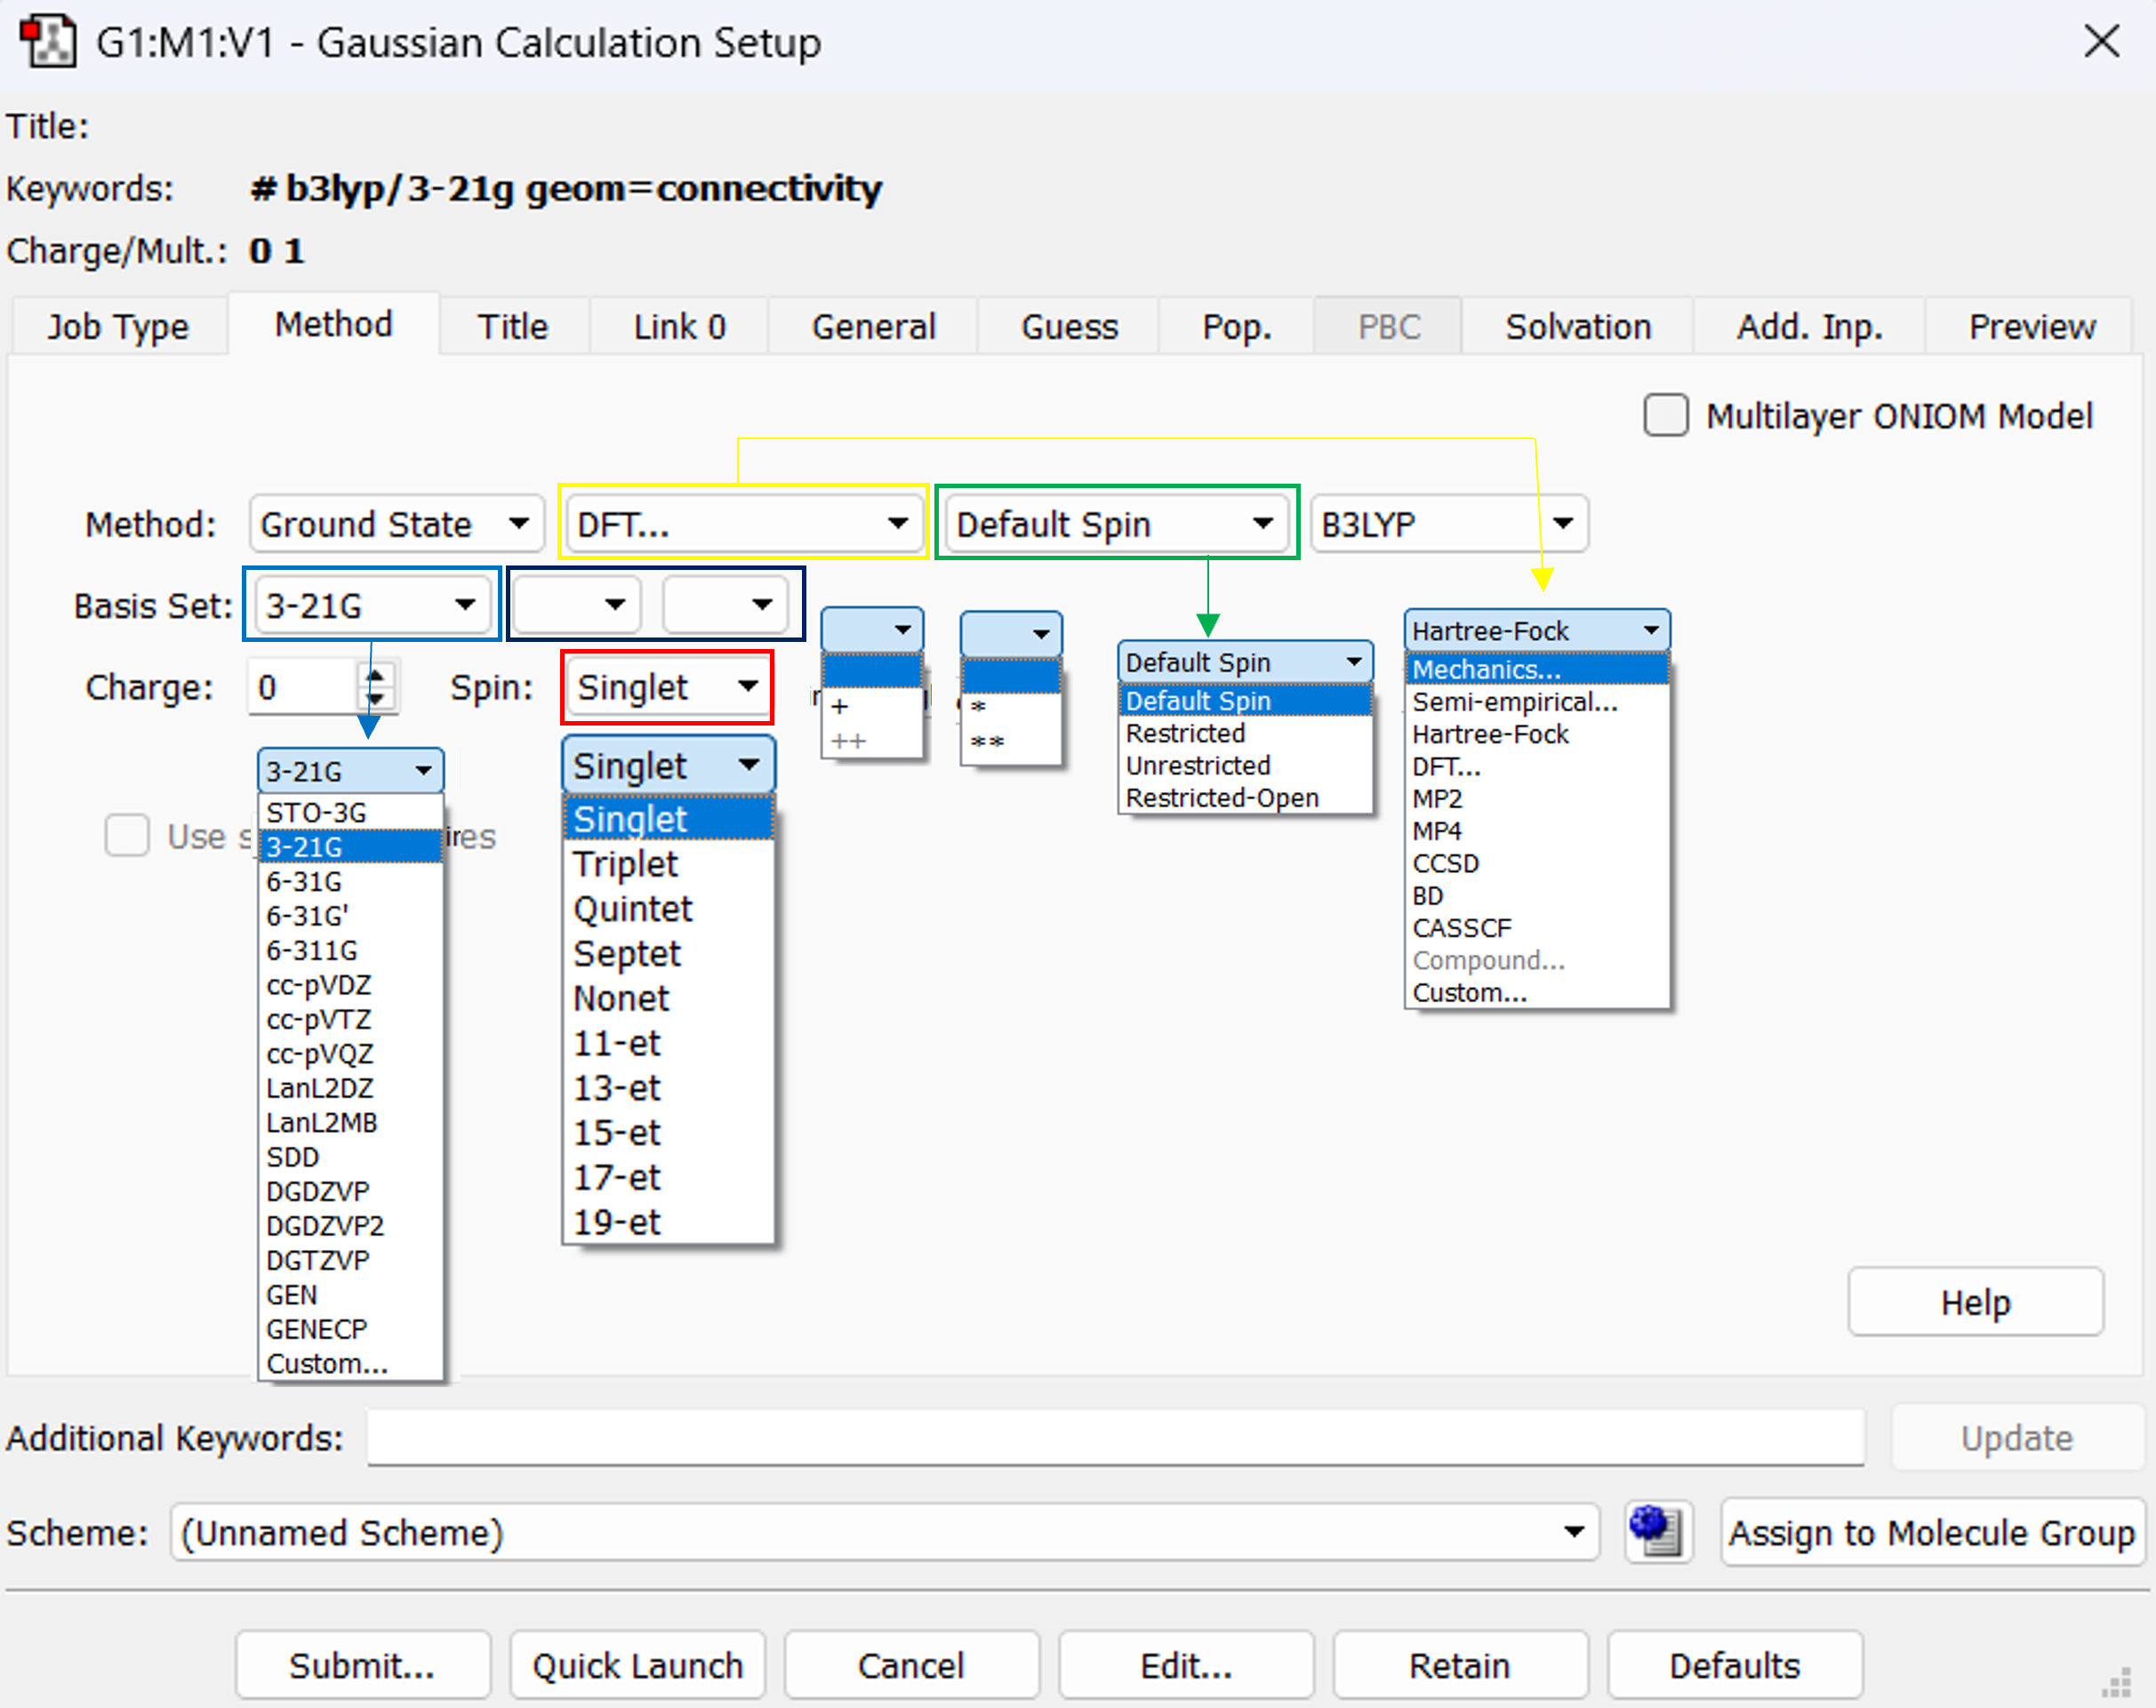 G1:M1:V1 - Gaussian Calculation Setup
Title:
Keywords: # b3lyp/3-21g geom=connectivity
Charge/Mult.: 0 1
Job Type Method Title Link 0 General Guess Pop. PBC Solvation Add. Inp. Preview
Multilayer ONIOM Model
Method: Ground State DFT... Default Spin B3LYP
Basis Set: 3-21G
Charge: 0 Spin: Singlet
+
++
*
**
Default Spin
Default Spin
Restricted
Unrestricted
Restricted-Open
Hartree-Fock
Mechanics...
Semi-empirical...
Hartree-Fock
DFT...
MP2
MP4
CCSD
BD
CASSCF
Compound...
Custom...
Use
3-21G
STO-3G
3-21G
6-31G
6-31G'
6-311G
cc-pVDZ
cc-pVTZ
cc-pVQZ
LanL2DZ
LanL2MB
SDD
DGDZVP
DGDZVP2
DGTZVP
GEN
GENECP
Custom...
Singlet
Singlet
Triplet
Quintet
Septet
Nonet
11-et
13-et
15-et
17-et
19-et
Help
Additional Keywords: Update
Scheme: (Unnamed Scheme) Assign to Molecule Group
Submit... Quick Launch Cancel Edit... Retain Defaults